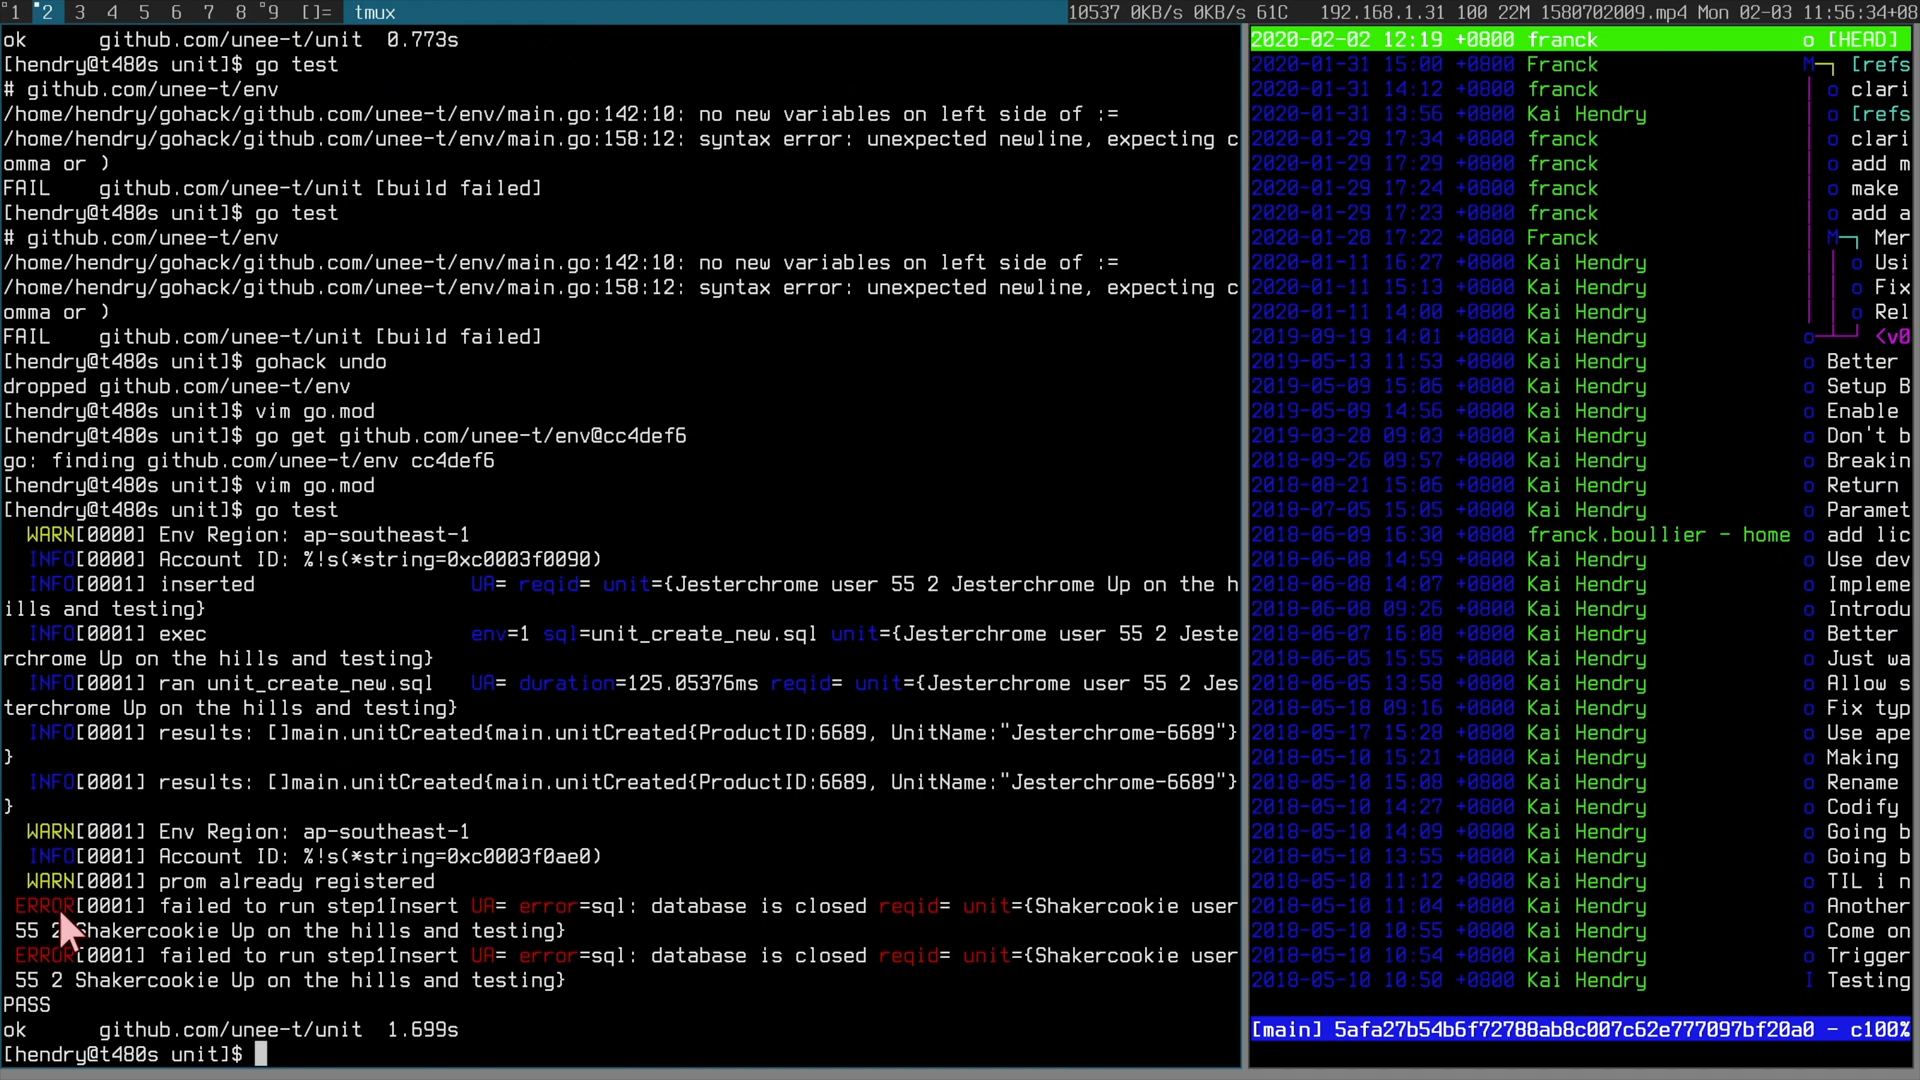 1 2 3 4 5 6 7 8 9 []= tmux 10537 0KB/s 0KB/s 61C 192.168.1.31 100 22M 1580702009.mp4 Mon 02-03 11:56:34+08
ok github.com/unee-t/unit 0.773s
[hendry@t480s unit]$ go test
# github.com/unee-t/env
/home/hendry/gohack/github.com/unee-t/env/main.go:142:10: no new variables on left side of :=
/home/hendry/gohack/github.com/unee-t/env/main.go:158:12: syntax error: unexpected newline, expecting c
omma or )
FAIL github.com/unee-t/unit [build failed]
[hendry@t480s unit]$ go test
# github.com/unee-t/env
/home/hendry/gohack/github.com/unee-t/env/main.go:142:10: no new variables on left side of :=
/home/hendry/gohack/github.com/unee-t/env/main.go:158:12: syntax error: unexpected newline, expecting c
omma or )
FAIL github.com/unee-t/unit [build failed]
[hendry@t480s unit]$ gohack undo
dropped github.com/unee-t/env
[hendry@t480s unit]$ vim go.mod
[hendry@t480s unit]$ go get github.com/unee-t/env@cc4def6
go: finding github.com/unee-t/env cc4def6
[hendry@t480s unit]$ vim go.mod
[hendry@t480s unit]$ go test
WARN[0000] Env Region: ap-southeast-1
INFO[0000] Account ID: %!s(*string=0xc0003f0090)
INFO[0001] inserted UA= reqid= unit={Jesterchrome user 55 2 Jesterchrome Up on the h
ills and testing}
INFO[0001] exec env=1 sql=unit_create_new.sql unit={Jesterchrome user 55 2 Jeste
rchrome Up on the hills and testing}
INFO[0001] ran unit_create_new.sql UA= duration=125.05376ms reqid= unit={Jesterchrome user 55 2 Jes
terchrome Up on the hills and testing}
INFO[0001] results: []main.unitCreated{main.unitCreated{ProductID:6689, UnitName:"Jesterchrome-6689"}
}
INFO[0001] results: []main.unitCreated{main.unitCreated{ProductID:6689, UnitName:"Jesterchrome-6689"}
}
WARN[0001] Env Region: ap-southeast-1
INFO[0001] Account ID: %!s(*string=0xc0003f0ae0)
WARN[0001] prom already registered
ERROR[0001] failed to run step1Insert UA= error=sql: database is closed reqid= unit={Shakercookie user
55 2 Shakercookie Up on the hills and testing}
ERROR[0001] failed to run step1Insert UA= error=sql: database is closed reqid= unit={Shakercookie user
55 2 Shakercookie Up on the hills and testing}
PASS
ok github.com/unee-t/unit 1.699s
[hendry@t480s unit]$
2020-02-02 12:19 +0800 franck o [HEAD]
2020-01-31 15:00 +0800 Franck M [refs
2020-01-31 14:12 +0800 franck o clari
2020-01-31 13:56 +0800 Kai Hendry o [refs
2020-01-29 17:34 +0800 franck o clari
2020-01-29 17:29 +0800 franck o add m
2020-01-29 17:24 +0800 franck o make
2020-01-29 17:23 +0800 franck o add a
2020-01-28 17:22 +0800 Franck M Mer
2020-01-11 16:27 +0800 Kai Hendry o Usi
2020-01-11 15:13 +0800 Kai Hendry o Fix
2020-01-11 14:00 +0800 Kai Hendry o Rel
2019-09-19 14:01 +0800 Kai Hendry o <v0
2019-05-13 11:53 +0800 Kai Hendry o Better
2019-05-09 15:06 +0800 Kai Hendry o Setup B
2019-05-09 14:56 +0800 Kai Hendry o Enable
2019-03-28 09:03 +0800 Kai Hendry o Don't b
2018-09-26 09:57 +0800 Kai Hendry o Breakin
2018-08-21 15:06 +0800 Kai Hendry o Return
2018-07-05 15:05 +0800 Kai Hendry o Paramet
2018-06-09 16:30 +0800 franck.boullier - home o add lic
2018-06-08 14:59 +0800 Kai Hendry o Use dev
2018-06-08 14:07 +0800 Kai Hendry o Impleme
2018-06-08 09:26 +0800 Kai Hendry o Introdu
2018-06-07 16:08 +0800 Kai Hendry o Better
2018-06-05 15:55 +0800 Kai Hendry o Just wa
2018-06-05 13:58 +0800 Kai Hendry o Allow s
2018-05-18 09:16 +0800 Kai Hendry o Fix typ
2018-05-17 15:28 +0800 Kai Hendry o Use ape
2018-05-10 15:21 +0800 Kai Hendry o Making
2018-05-10 15:08 +0800 Kai Hendry o Rename
2018-05-10 14:27 +0800 Kai Hendry o Codify
2018-05-10 14:09 +0800 Kai Hendry o Going b
2018-05-10 13:55 +0800 Kai Hendry o Going b
2018-05-10 11:12 +0800 Kai Hendry o TIL i n
2018-05-10 11:04 +0800 Kai Hendry o Another
2018-05-10 11:02 +0800 Kai Hendry o Come on
2018-05-10 10:54 +0800 Kai Hendry o Trigger
2018-05-10 10:50 +0800 Kai Hendry I Testing
[main] 5afa27b54b6f72788ab8c007c62e777097bf20a0 - c100%